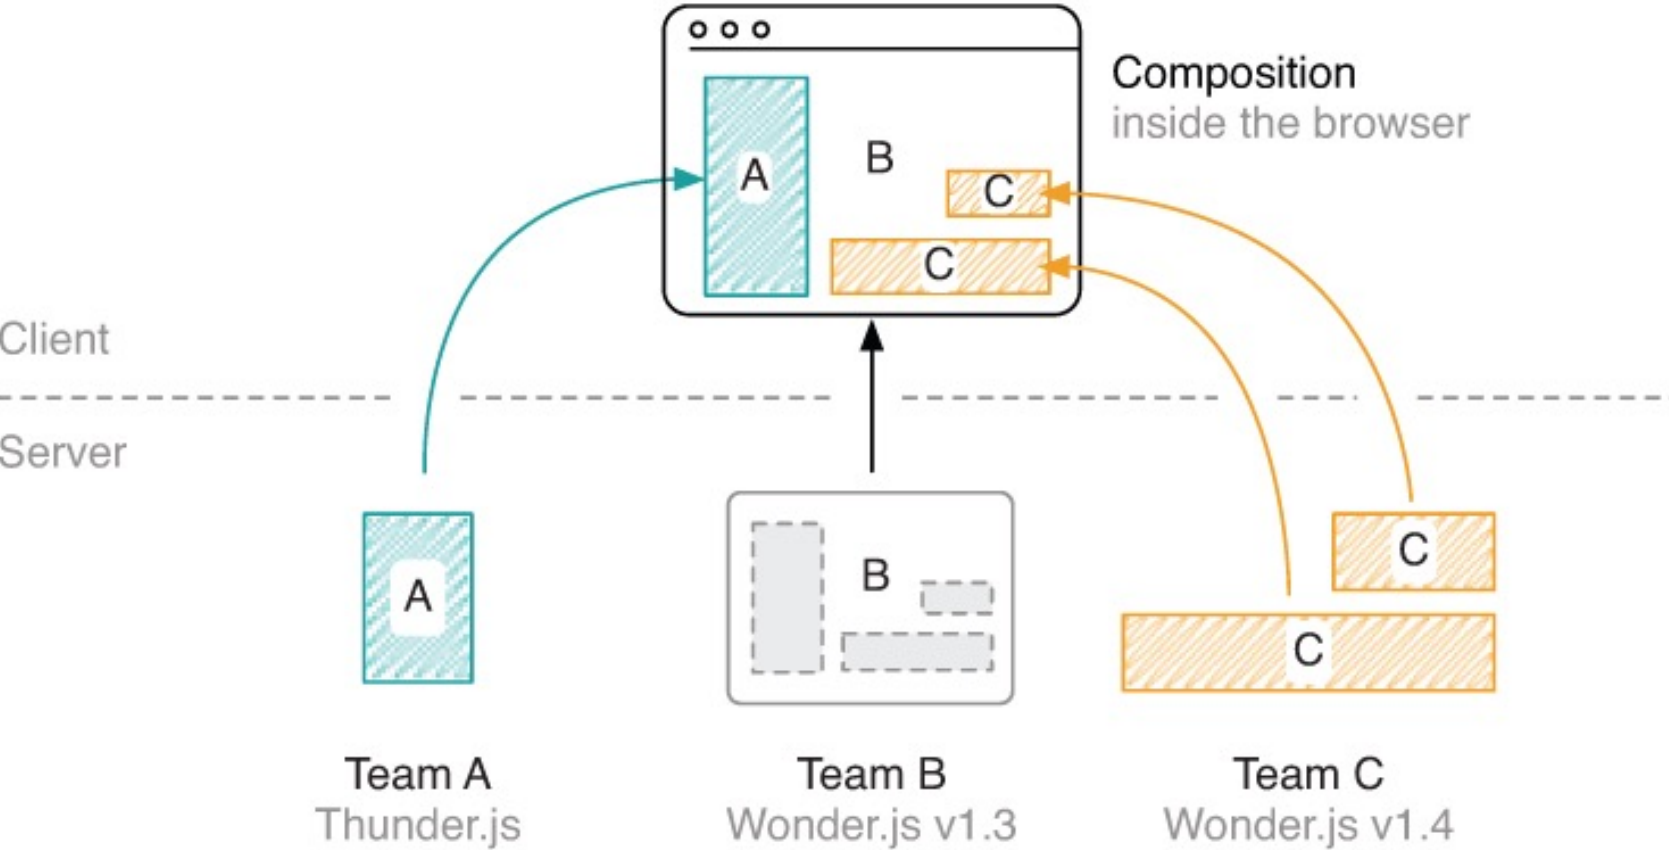 Composition
inside the browser
A
B
C
C
Client
Server
A
B
C
C
Team A
Thunder.js
Team B
Wonder.js v1.3
Team C
Wonder.js v1.4